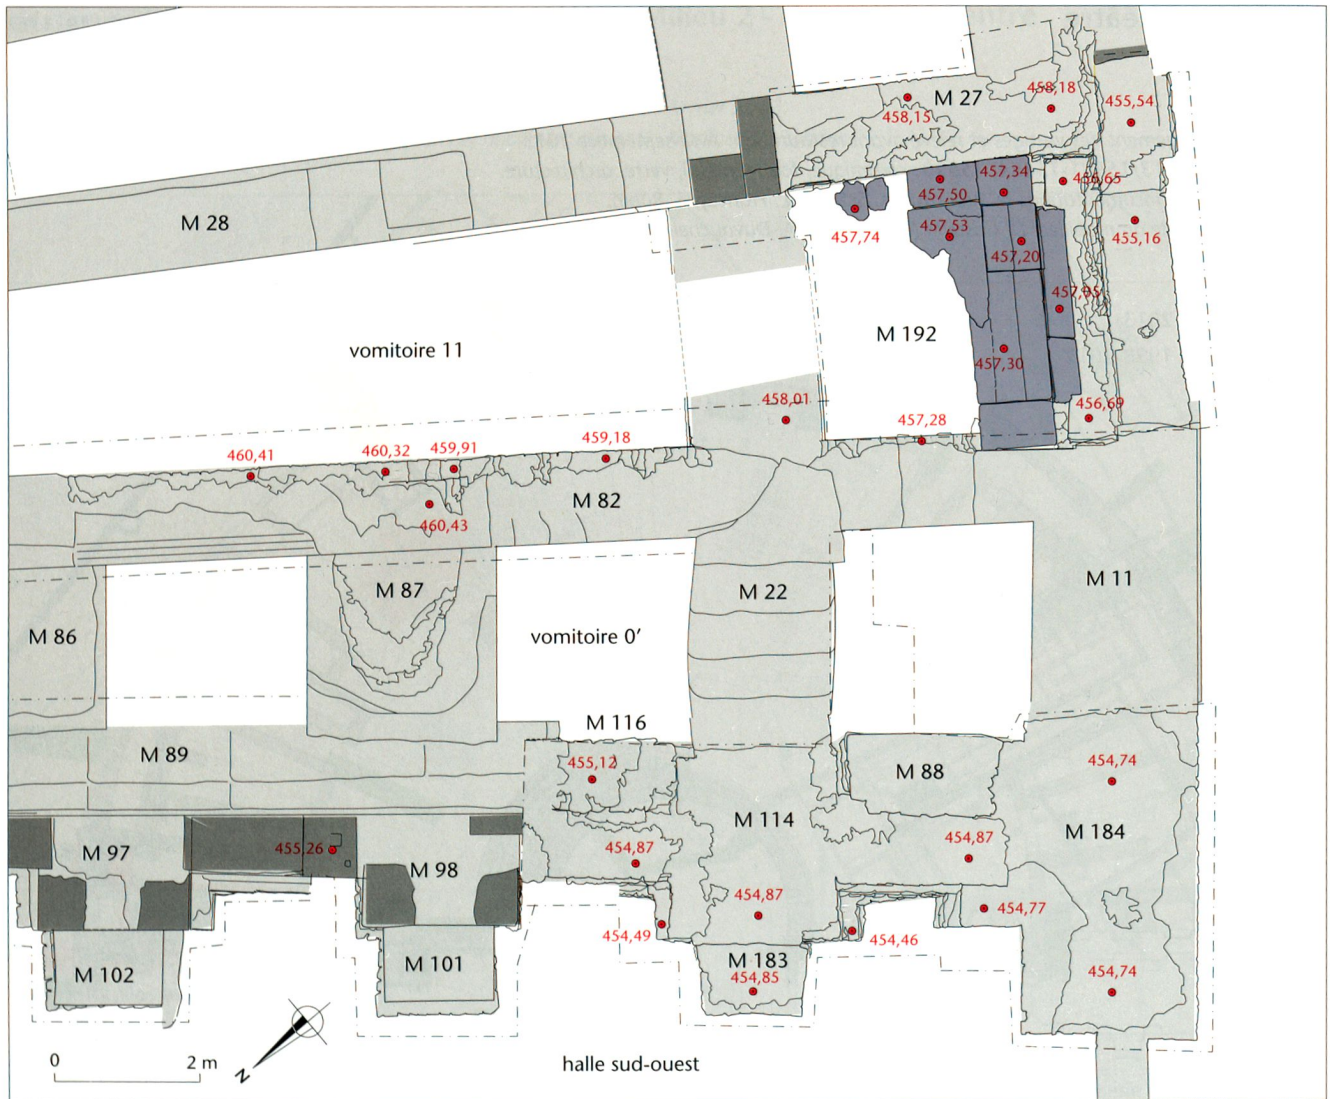 M 27
458,18
458,15
455,54
457,34
456,65
457,50
M 28
457,53
457,74
455,16
457,20
457,95
M 192
vomitoire 11
457,30
458,01
456,69
457,28
459,18
460,41
460,32
459,91
M 82
460,43
M 87
M 22
M 11
M 86
vomitoire 0'
M 116
M 89
455,12
M 88
454,74
M 114
M 184
455,26
M 97
M 98
454,87
454,87
454,87
454,77
454,49
454,46
M 102
M 101
M 183
454,85
454,74
0
2 m
N
halle sud-ouest